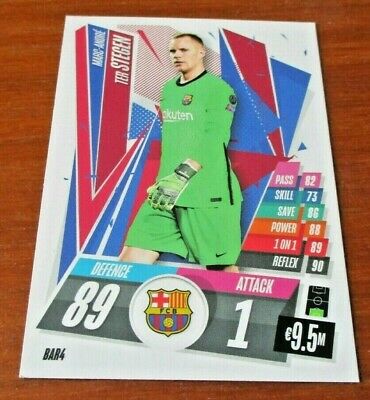 MARC-ANDRÉ
TER STEGEN
Rakuten
PASS 82
SKILL 73
SAVE 86
POWER 88
1 ON 1 89
REFLEX 90
DEFENCE
89
FCB
ATTACK
1
€9.5M
BAR4